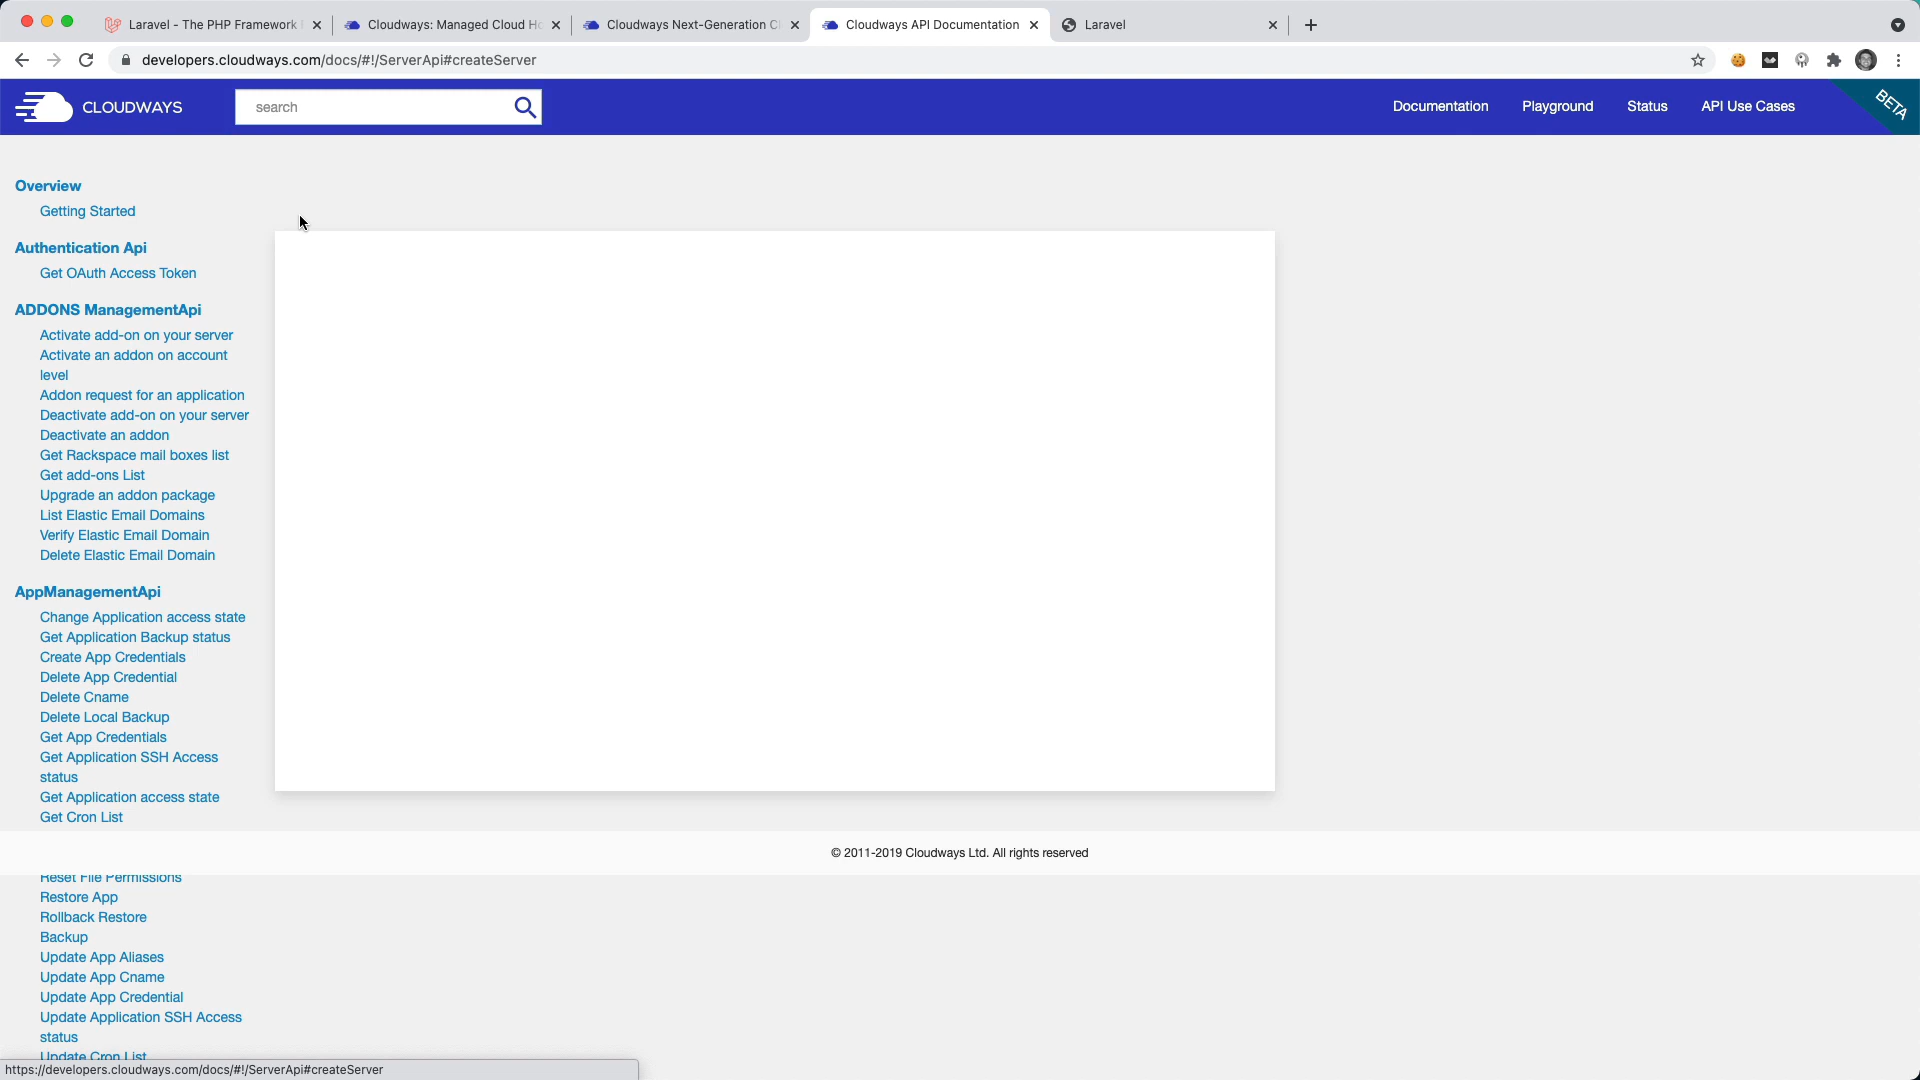 Laravel - The PHP Framework
Cloudways: Managed Cloud Ho
Cloudways Next-Generation Cl
Cloudways API Documentation
Laravel
developers.cloudways.com/docs/#!/ServerApi#createServer
CLOUDWAYS
search
Documentation
Playground
Status
API Use Cases
BETA
Overview
Getting Started
Authentication Api
Get OAuth Access Token
ADDONS ManagementApi
Activate add-on on your server
Activate an addon on account
level
Addon request for an application
Deactivate add-on on your server
Deactivate an addon
Get Rackspace mail boxes list
Get add-ons List
Upgrade an addon package
List Elastic Email Domains
Verify Elastic Email Domain
Delete Elastic Email Domain
AppManagementApi
Change Application access state
Get Application Backup status
Create App Credentials
Delete App Credential
Delete Cname
Delete Local Backup
Get App Credentials
Get Application SSH Access
status
Get Application access state
Get Cron List
© 2011-2019 Cloudways Ltd. All rights reserved
Reset File Permissions
Restore App
Rollback Restore
Backup
Update App Aliases
Update App Cname
Update App Credential
Update Application SSH Access
status
Update Cron List
https://developers.cloudways.com/docs/#!/ServerApi#createServer